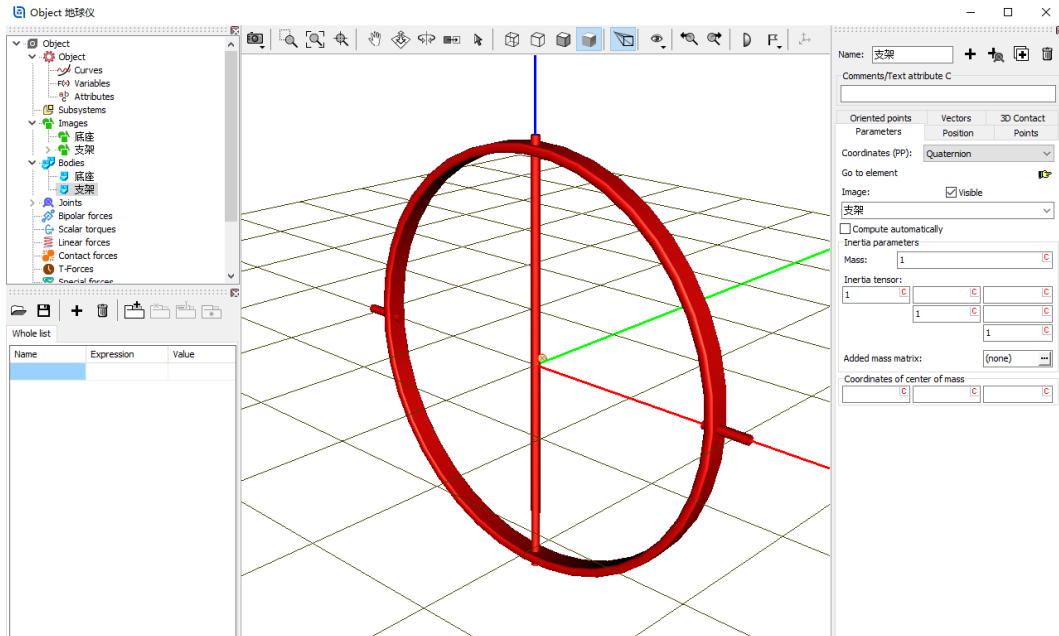 Object 地球仪
Object
Object
Curves
Variables
Attributes
Subsystems
Images
底座
支架
Bodies
底座
支架
Joints
Bipolar forces
Scalar torques
Linear forces
Contact forces
T-Forces
Special forces
Whole list
Name Expression Value
Name: 支架
Comments/Text attribute C
Oriented points Vectors 3D Contact
Parameters Position Points
Coordinates (PP): Quaternion
Go to element
Image: Visible
支架
Compute automatically
Inertia parameters
Mass: 1 C
Inertia tensor:
1 C C C
1 C C
1 C
Added mass matrix: (none) ...
Coordinates of center of mass
C C C